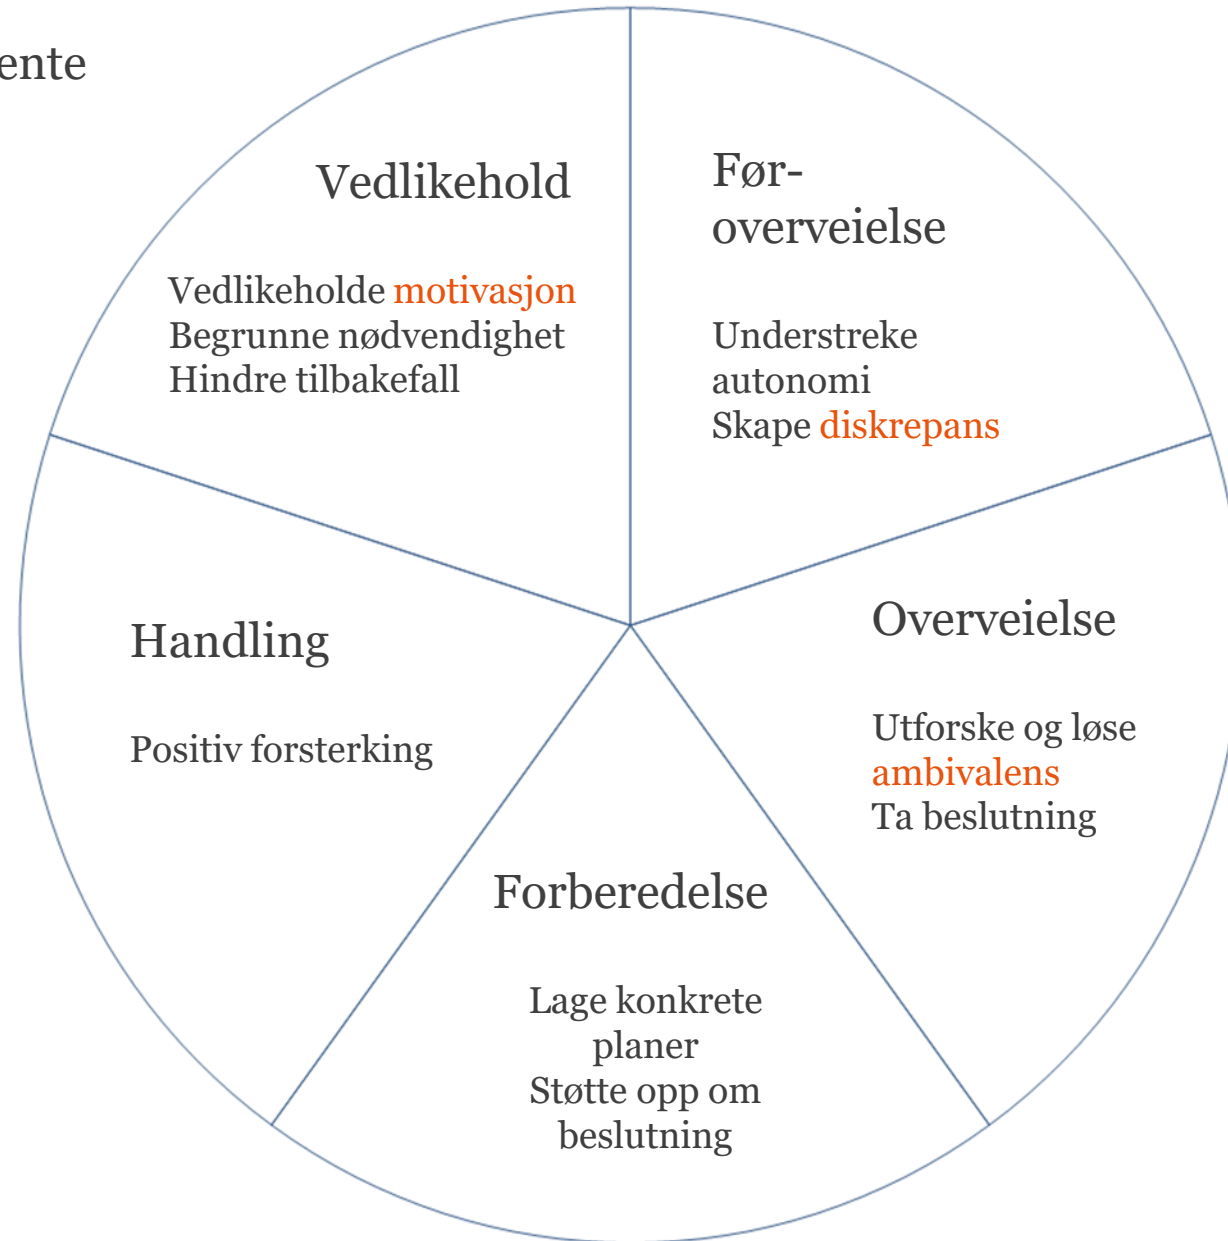 ente
Vedlikehold
Vedlikeholde motivasjon
Begrunne nødvendighet
Hindre tilbakefall
Før-
overveielse
Understreke
autonomi
Skape diskrepans
Overveielse
Utforske og løse
ambivalens
Ta beslutning
Forberedelse
Lage konkrete
planer
Støtte opp om
beslutning
Handling
Positiv forsterking